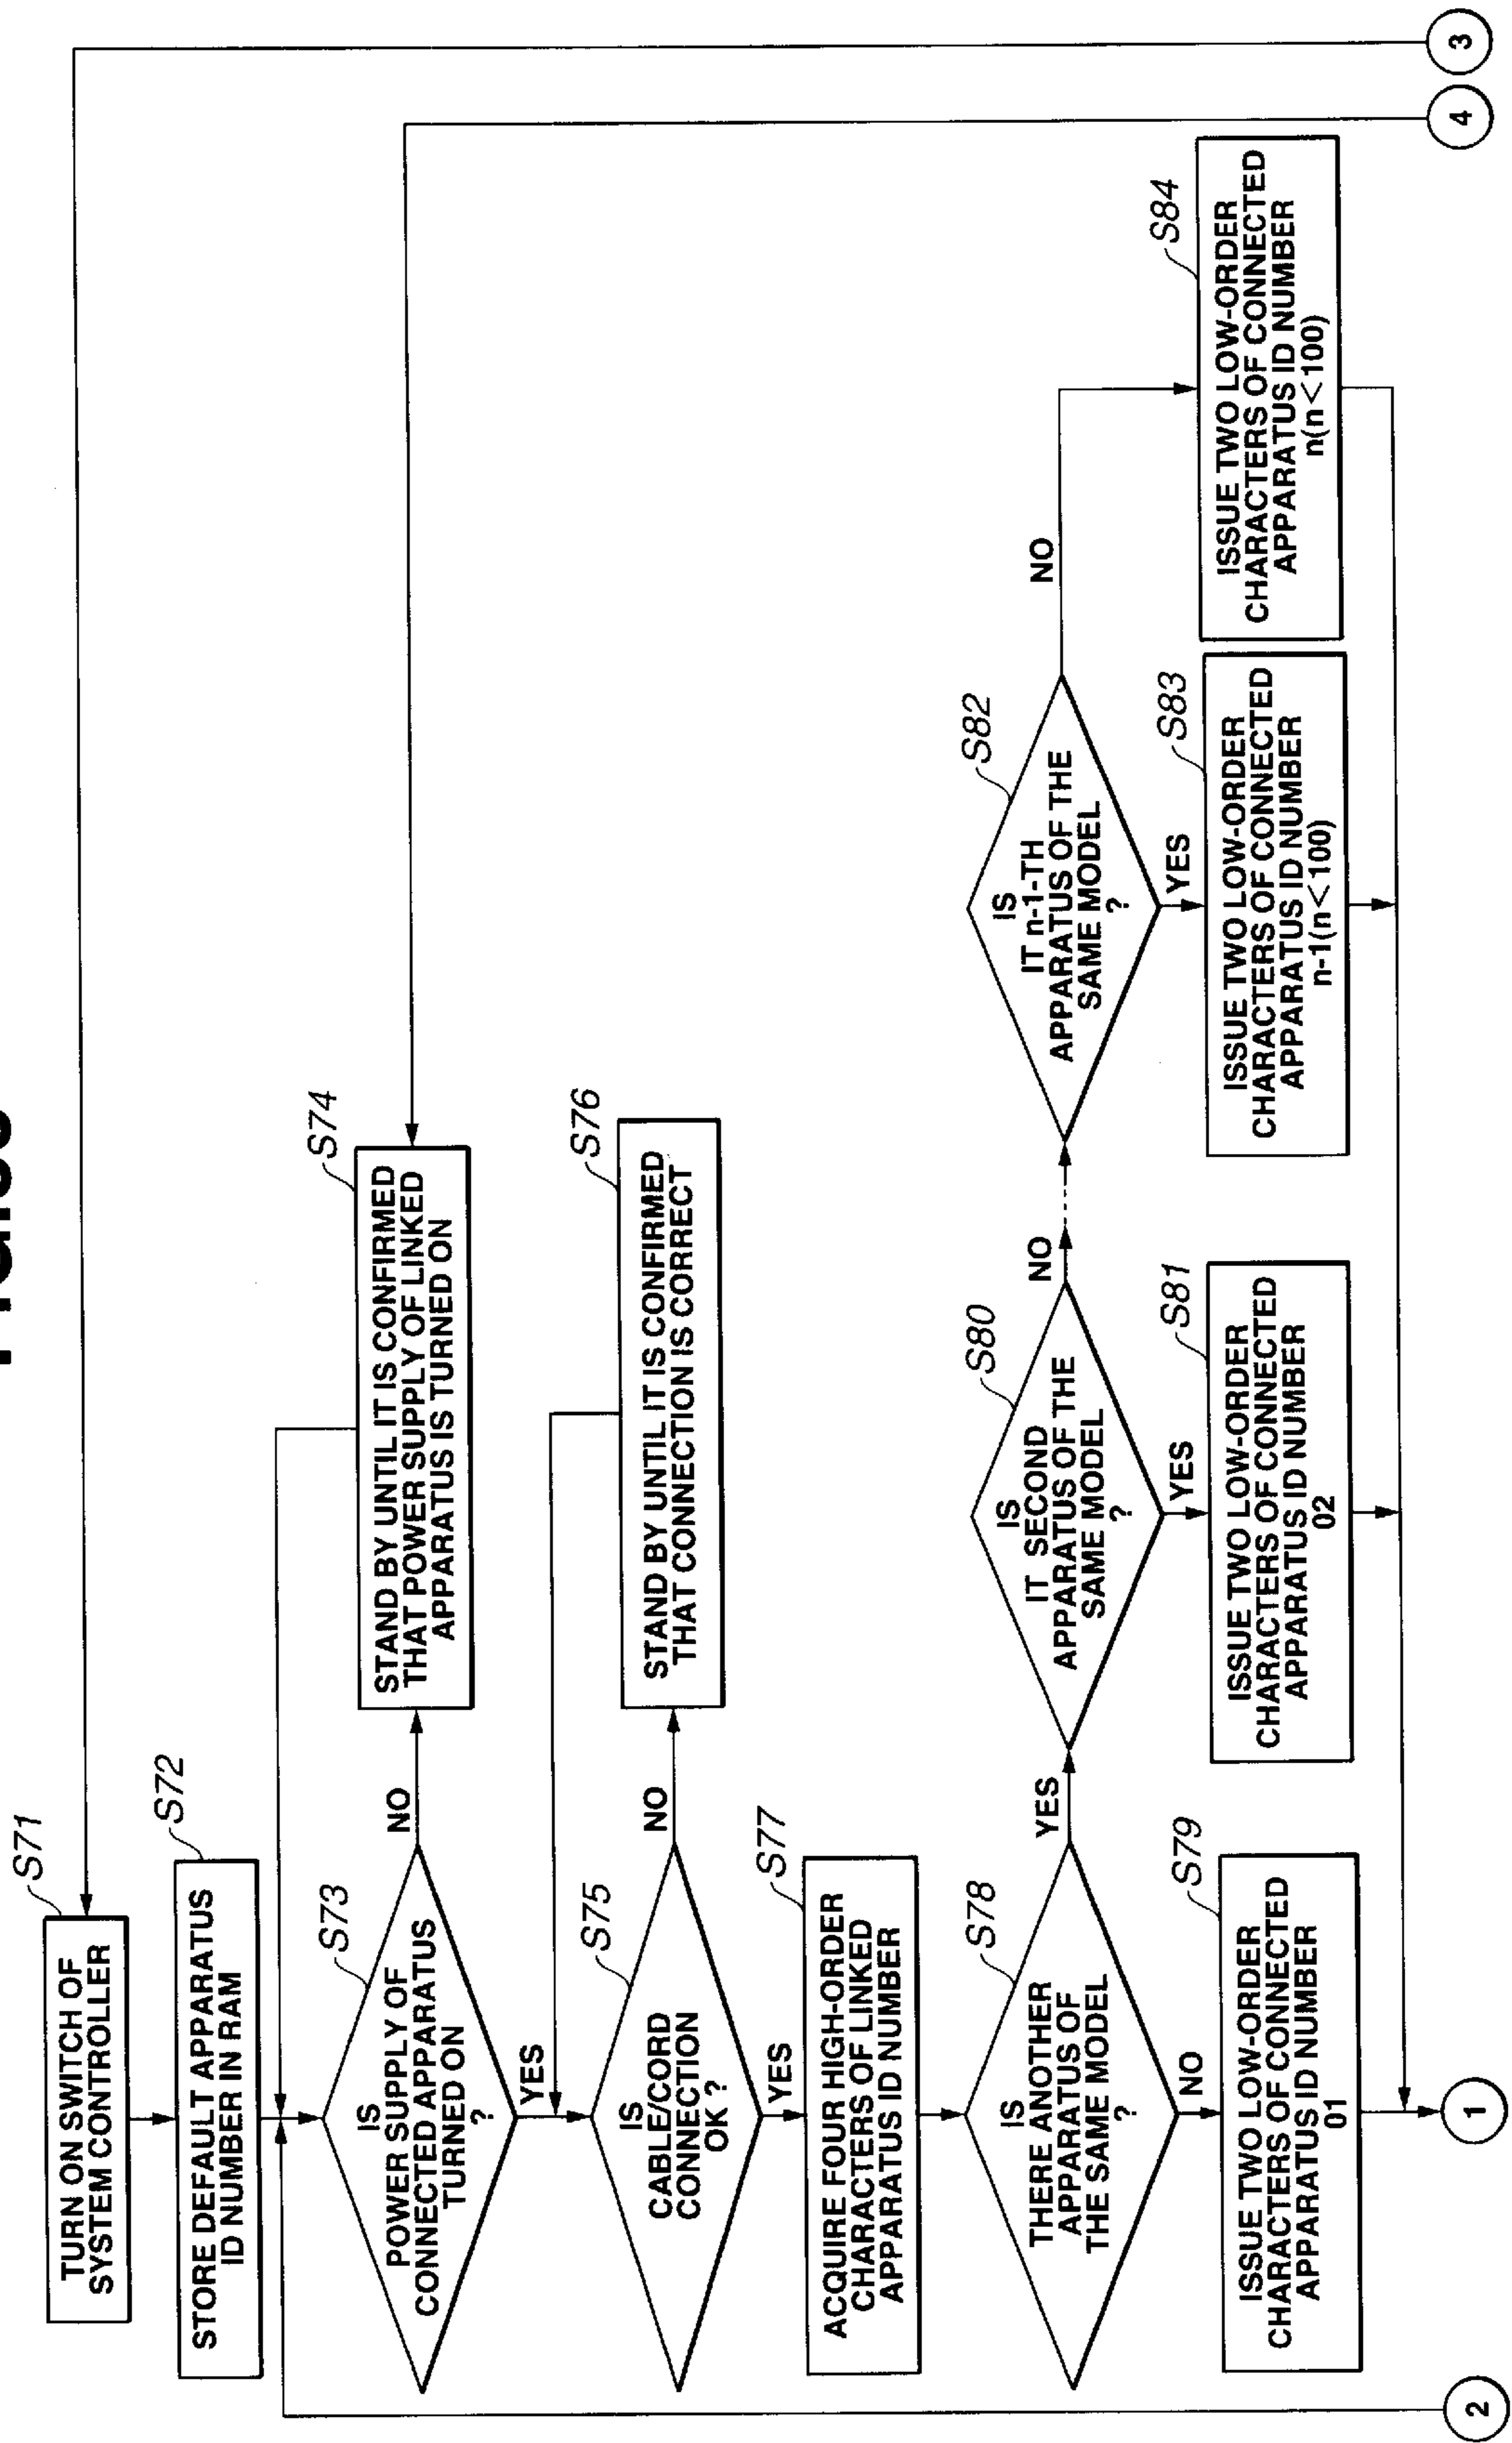 S71
TURN ON SWITCH OF
SYSTEM CONTROLLER
S72
STORE DEFAULT APPARATUS
ID NUMBER IN RAM
S73
IS
POWER SUPPLY OF
CONNECTED APPARATUS
TURNED ON
?
NO
YES
S74
STAND BY UNTIL IT IS CONFIRMED
THAT POWER SUPPLY OF LINKED
APPARATUS IS TURNED ON
S75
IS
CABLE/CORD
CONNECTION
OK ?
NO
YES
S76
STAND BY UNTIL IT IS CONFIRMED
THAT CONNECTION IS CORRECT
S77
ACQUIRE FOUR HIGH-ORDER
CHARACTERS OF LINKED
APPARATUS ID NUMBER
S78
IS
THERE ANOTHER
APPARATUS OF
THE SAME MODEL
?
YES
NO
S79
ISSUE TWO LOW-ORDER
CHARACTERS OF CONNECTED
APPARATUS ID NUMBER
01
S80
IS
IT SECOND
APPARATUS OF THE
SAME MODEL
?
NO
YES
S81
ISSUE TWO LOW-ORDER
CHARACTERS OF CONNECTED
APPARATUS ID NUMBER
02
S82
IS
IT n-1-TH
APPARATUS OF THE
SAME MODEL
?
NO
YES
S83
ISSUE TWO LOW-ORDER
CHARACTERS OF CONNECTED
APPARATUS ID NUMBER
n-1(n<100)
S84
ISSUE TWO LOW-ORDER
CHARACTERS OF CONNECTED
APPARATUS ID NUMBER
n(n<100)
2
1
4
3